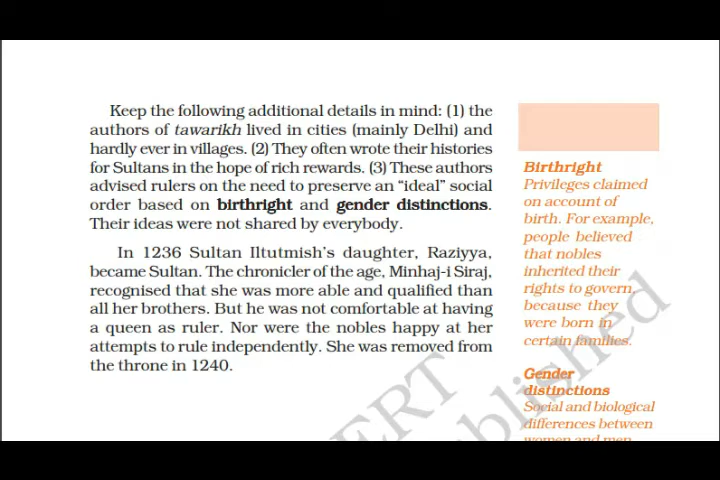 Keep the following additional details in mind: (1) the
authors of tawarikh lived in cities (mainly Delhi) and
hardly ever in villages. (2) They often wrote their histories
for Sultans in the hope of rich rewards. (3) These authors
advised rulers on the need to preserve an “ideal” social
order based on birthright and gender distinctions.
Their ideas were not shared by everybody.
In 1236 Sultan Iltutmish’s daughter, Raziyya,
became Sultan. The chronicler of the age, Minhaj-i Siraj,
recognised that she was more able and qualified than
all her brothers. But he was not comfortable at having
a queen as ruler. Nor were the nobles happy at her
attempts to rule independently. She was removed from
the throne in 1240.
Birthright
Privileges claimed
on account of
birth. For example,
people believed
that nobles
inherited their
rights to govern,
because they
were born in
certain families.
Gender
distinctions
Social and biological
differences between
women and men.